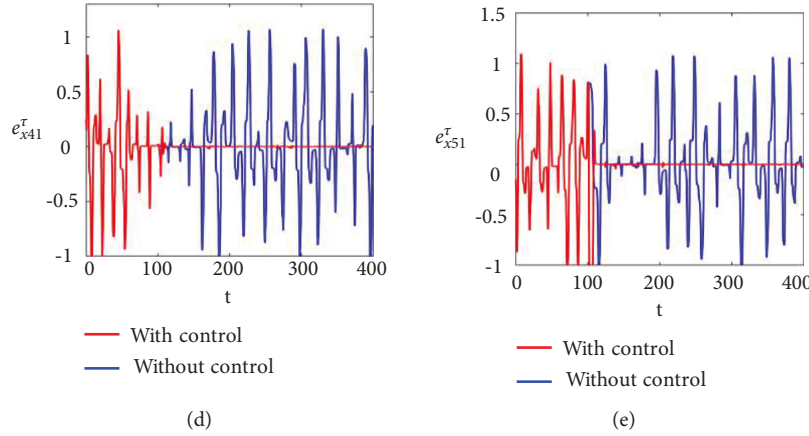 1
0.5
e^τ_x41
0
-0.5
-1
0 100 200 300 400
t
With control
Without control
(d)
1.5
1
0.5
e^τ_x51
0
-0.5
-1
0 100 200 300 400
t
With control
Without control
(e)